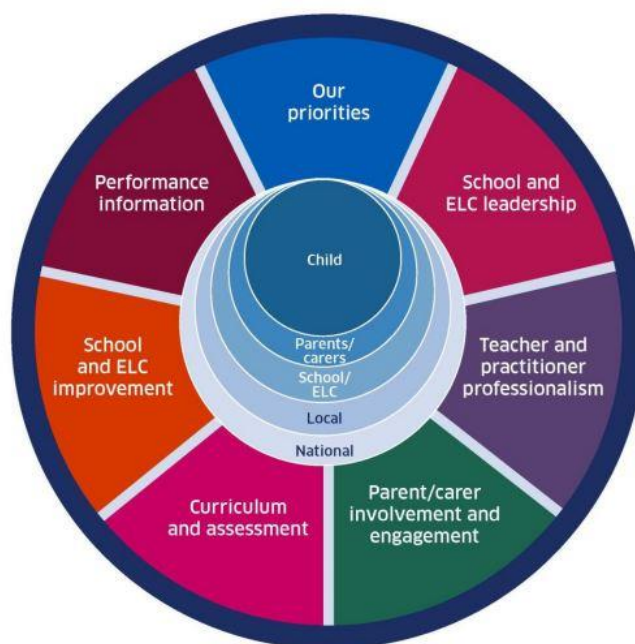 Our
priorities
School and
ELC leadership
Teacher and
practitioner
professionalism
Parent/carer
involvement and
engagement
Curriculum
and assessment
School
and ELC
improvement
Performance
information
Child
Parents/
carers
School/
ELC
Local
National